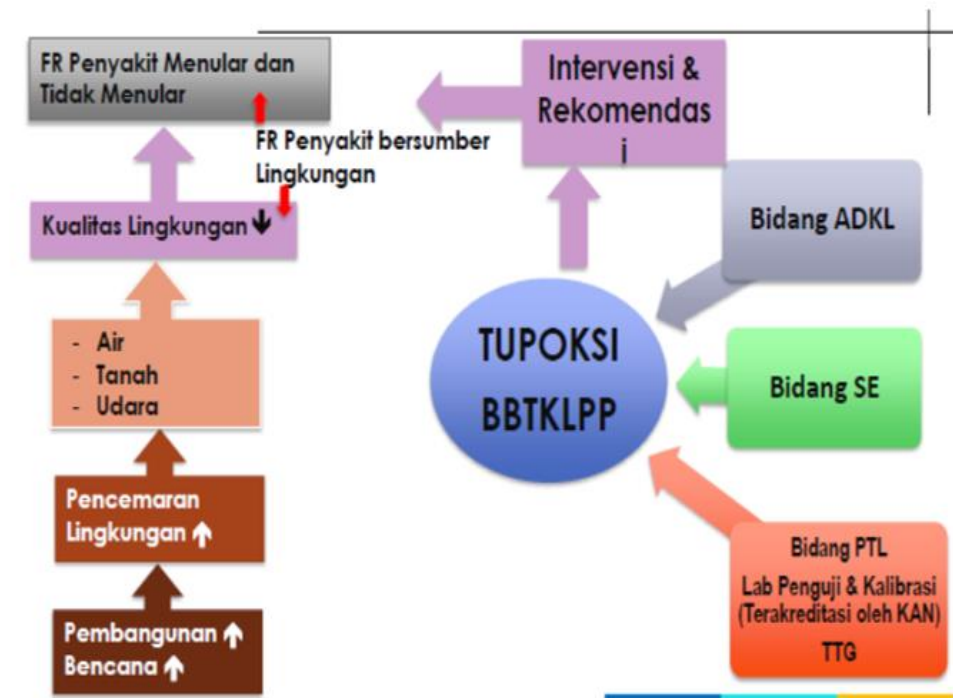 FR Penyakit Menular dan
Tidak Menular
FR Penyakit bersumber
Lingkungan
Kualitas Lingkungan ↓
- Air
- Tanah
- Udara
Pencemaran
Lingkungan ↑
Pembangunan ↑
Bencana ↑
Intervensi &
Rekomendas
i
TUPOKSI
BBTKLPP
Bidang ADKL
Bidang SE
Bidang PTL
Lab Penguji & Kalibrasi
(Terakreditasi oleh KAN)
TTG